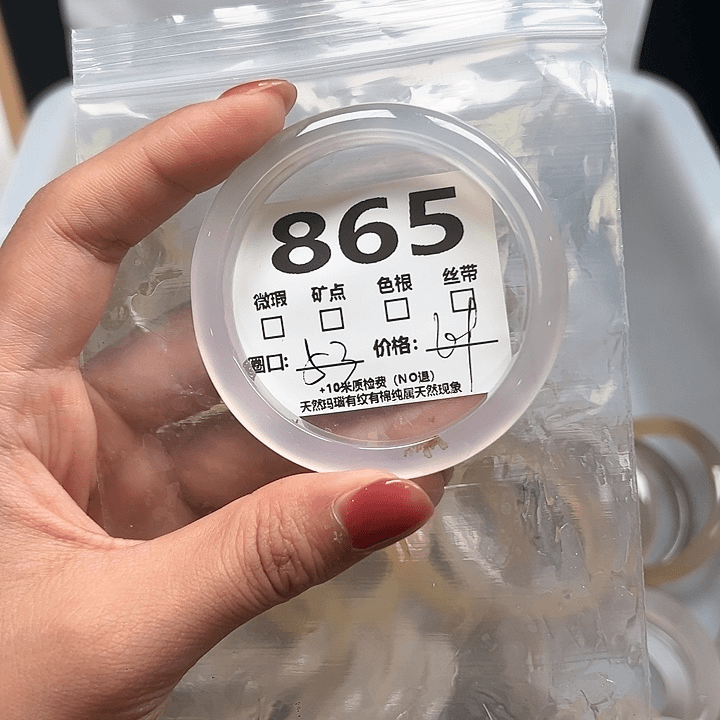 865
微瑕 矿点 色根 丝带
圈口: 53 价格:
+10米质检费 (NO退)
天然玛瑙有纹有棉纯属天然现象